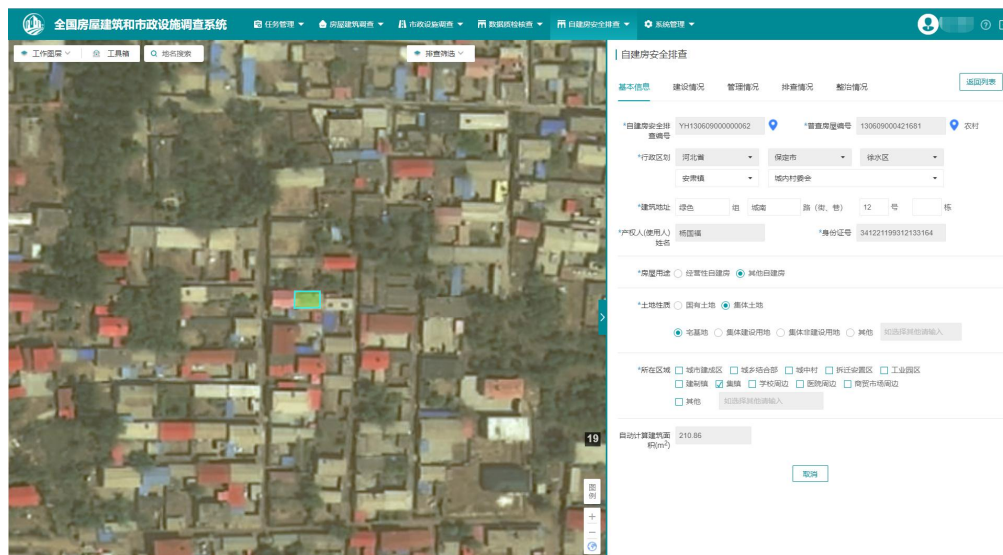 全国房屋建筑和市政设施调查系统
任务管理 房屋建筑调查 市政设施调查 数据质检核查 自建房安全排查 系统管理
工作图层 工具箱 地名搜索 排查筛选
自建房安全排查
基本信息 建设情况 管理情况 排查情况 整治情况 返回列表
*自建房安全排查编号 YH130609000000062 *普查房屋编号 130609000421681 农村
*行政区划 河北省 保定市 徐水区
安肃镇 城内村委会
*建筑地址 绿色 组 城南 路（街、巷） 12 号 栋
*产权人(使用人)姓名 杨国福 *身份证号 341221199312133164
*房屋用途 经营性自建房 其他自建房
*土地性质 国有土地 集体土地
宅基地 集体建设用地 集体非建设用地 其他 如选择其他请输入
*所在区域 城市建成区 城乡结合部 城中村 拆迁安置区 工业园区
建制镇 集镇 学校周边 医院周边 商贸市场周边
其他 如选择其他请输入
自动计算建筑面积(m²) 210.86
取消
19
图例